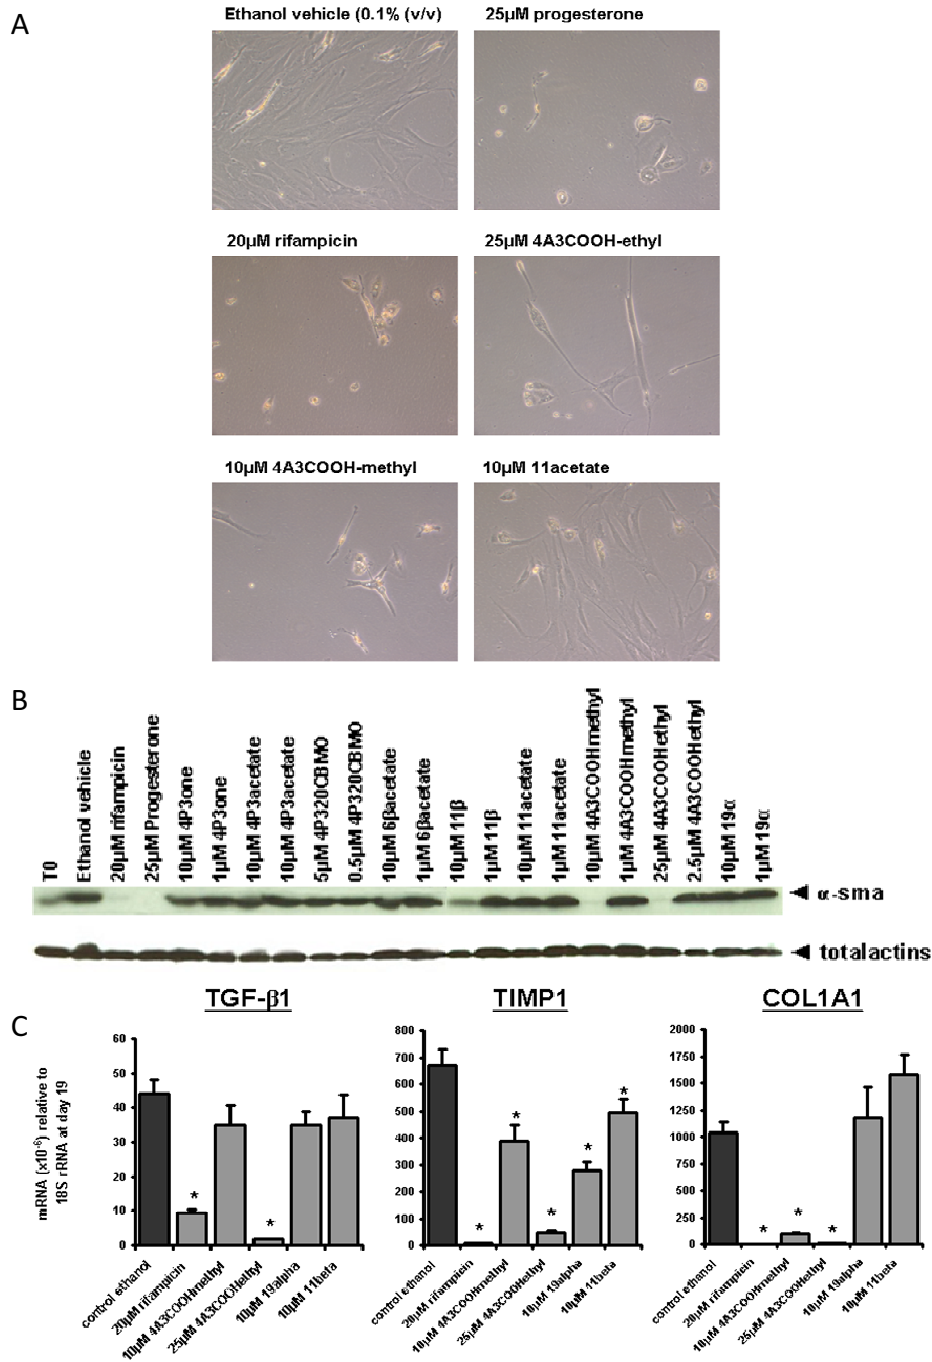 A
Ethanol vehicle (0.1% (v/v)
25µM progesterone
20µM rifampicin
25µM 4A3COOH-ethyl
10µM 4A3COOH-methyl
10µM 11acetate
B
T0
Ethanol vehicle
20µM rifampicin
25µM Progesterone
10µM 4P3one
1µM 4P3one
10µM 4P3acetate
10µM 4P3acetate
5µM 4P320CBMO
0.5µM 4P320CBMO
10µM 6βacetate
1µM 6βacetate
10µM 11β
1µM 11β
10µM 11acetate
1µM 11acetate
10µM 4A3COOHmethyl
1µM 4A3COOHmethyl
25µM 4A3COOHethyl
2.5µM 4A3COOHethyl
10µM 19α
1µM 19α
α-sma
totalactins
C
TGF-β1
TIMP1
COL1A1
mRNA (x10⁻⁶) relative to
18S rRNA at day 19
60
50
40
30
20
10
0
*
*
control ethanol
20µM rifampicin
10µM 4A3COOHmethyl
25µM 4A3COOHethyl
10µM 19alpha
10µM 11beta
800
700
600
500
400
300
200
100
0
*
*
*
*
*
control ethanol
20µM rifampicin
10µM 4A3COOHmethyl
25µM 4A3COOHethyl
10µM 19alpha
10µM 11beta
2000
1750
1500
1250
1000
750
500
250
0
*
*
*
control ethanol
20µM rifampicin
10µM 4A3COOHmethyl
25µM 4A3COOHethyl
10µM 19alpha
10µM 11beta